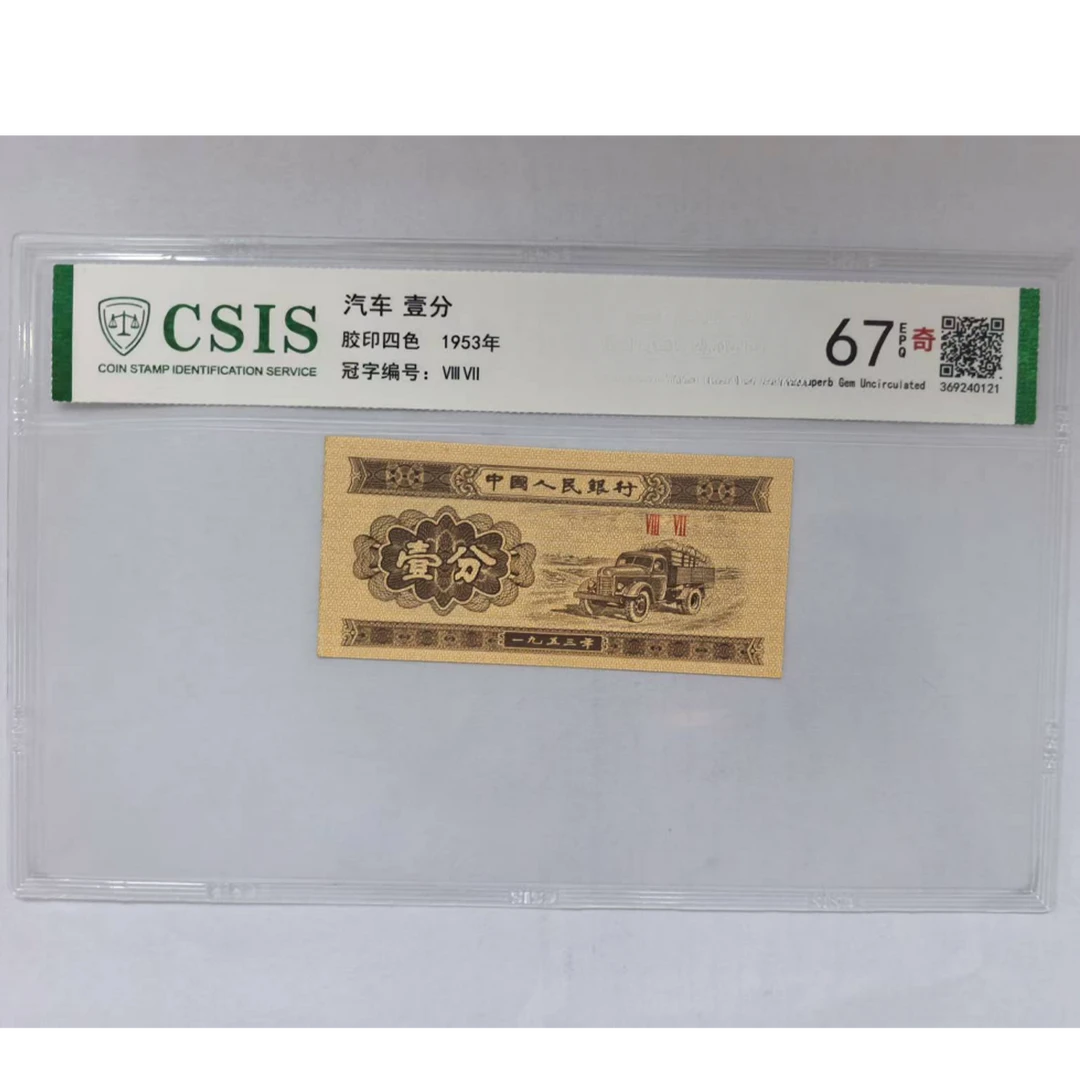 CSIS
COIN STAMP IDENTIFICATION SERVICE
汽车 壹分
胶印四色 1953年
冠字编号：Ⅷ Ⅶ
67
EPQ
奇
Gem Uncirculated
369240121
中國人民銀行
Ⅷ Ⅶ
壹分
一九五三年